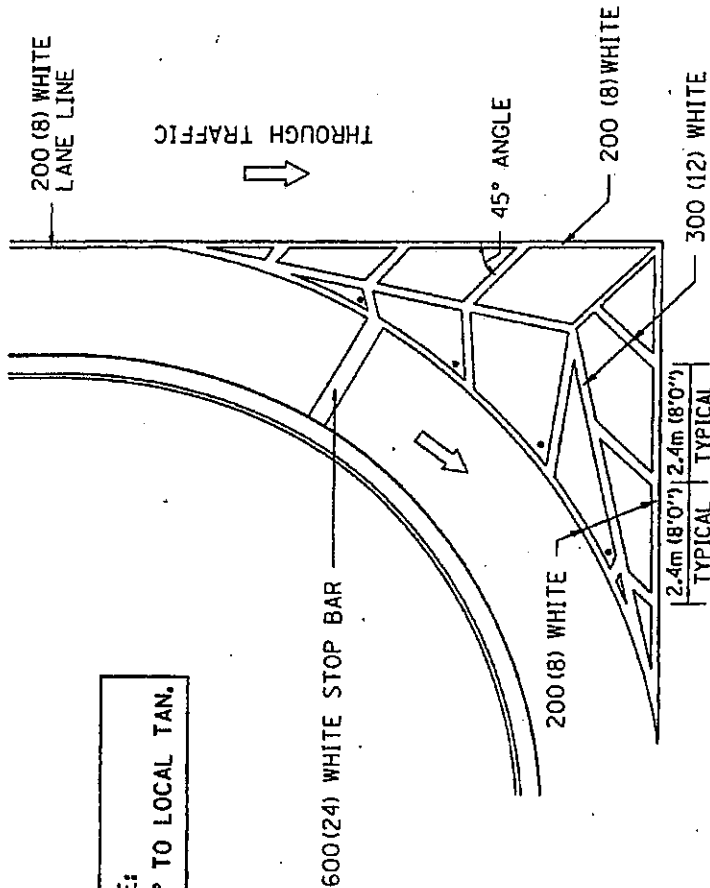 200 (8) WHITE
LANE LINE
THROUGH TRAFFIC
45° ANGLE
200 (8) WHITE
300 (12) WHITE
2.4m (8'0")
TYPICAL
2.4m (8'0")
TYPICAL
200(8) WHITE
600(24) WHITE STOP BAR
E:
° TO LOCAL TAN.